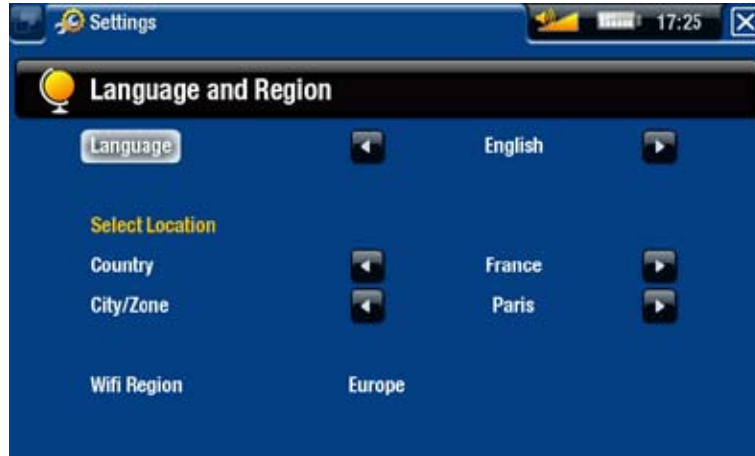 Settings 17:25
Language and Region
Language English
Select Location
Country France
City/Zone Paris
Wifi Region Europe